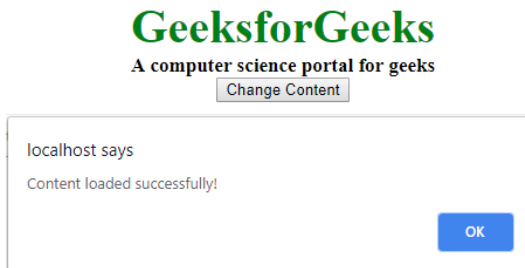 GeeksforGeeks
A computer science portal for geeks
Change Content
localhost says
Content loaded successfully!
OK